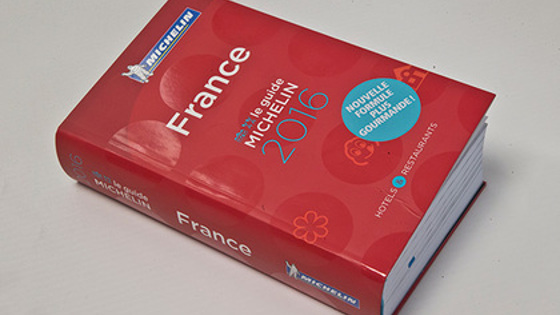 MICHELIN
France
le guide
MICHELIN
2016
NOUVELLE
FORMULE
PLUS
GOURMANDE !
HOTELS & RESTAURANTS
2016
le guide
MICHELIN
France
MICHELIN